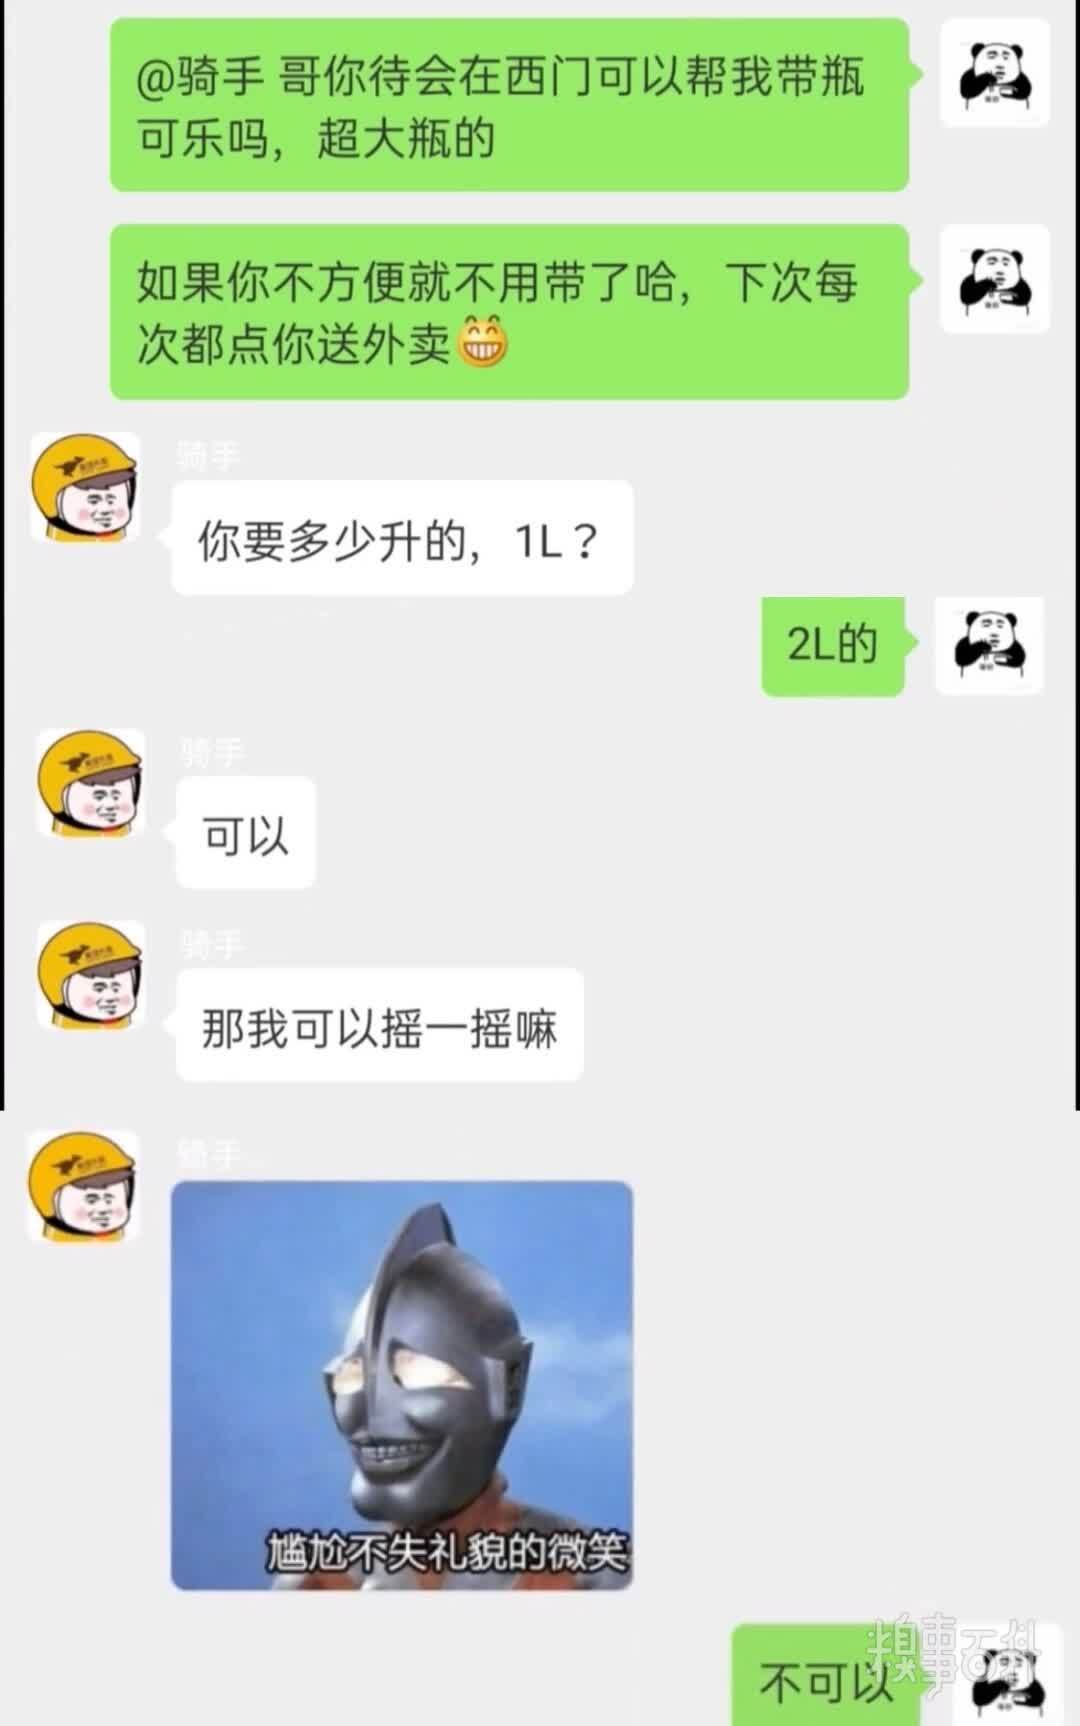 @骑手 哥你待会在西门可以帮我带瓶
可乐吗，超大瓶的
如果你不方便就不用带了哈，下次每
次都点你送外卖😁
骑手
你要多少升的，1L？
2L的
骑手
可以
骑手
那我可以摇一摇嘛
骑手
尴尬不失礼貌的微笑
糗事百科
不可以